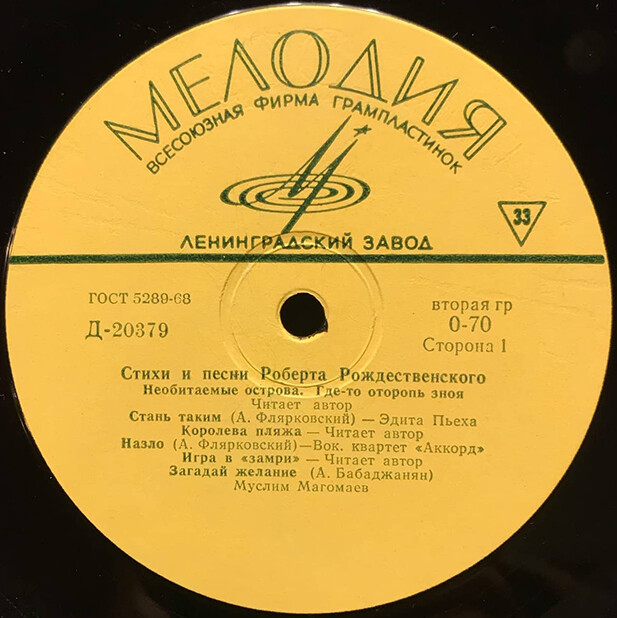 МЕЛОДИЯ
ВСЕСОЮЗНАЯ ФИРМА ГРАМПЛАСТИНОК
33
ЛЕНИНГРАДСКИЙ ЗАВОД
ГОСТ 5289-68
вторая гр
Д-20379
0-70
Сторона 1
Стихи и песни Роберта Рождественского
Необитаемые острова. Где-то оторопь зноя
Читает автор
Стань таким (А. Флярковский) — Эдита Пьеха
Королева пляжа — Читает автор
Назло (А. Флярковский) — Вок. квартет «Аккорд»
Игра в «замри» — Читает автор
Загадай желание (А. Бабаджанян)
Муслим Магомаев